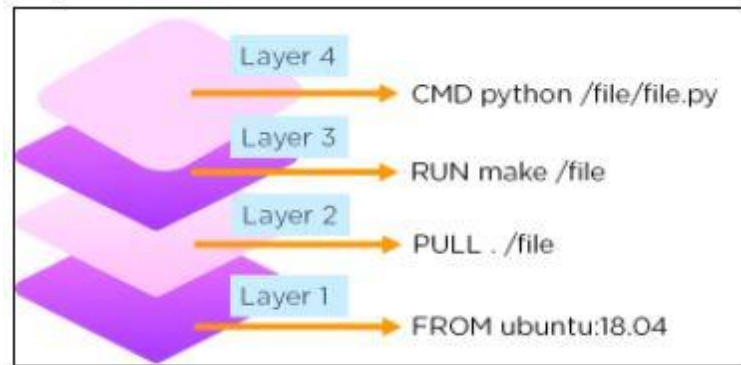 Layer 4
CMD python /file/file.py
Layer 3
RUN make /file
Layer 2
PULL . /file
Layer 1
FROM ubuntu:18.04